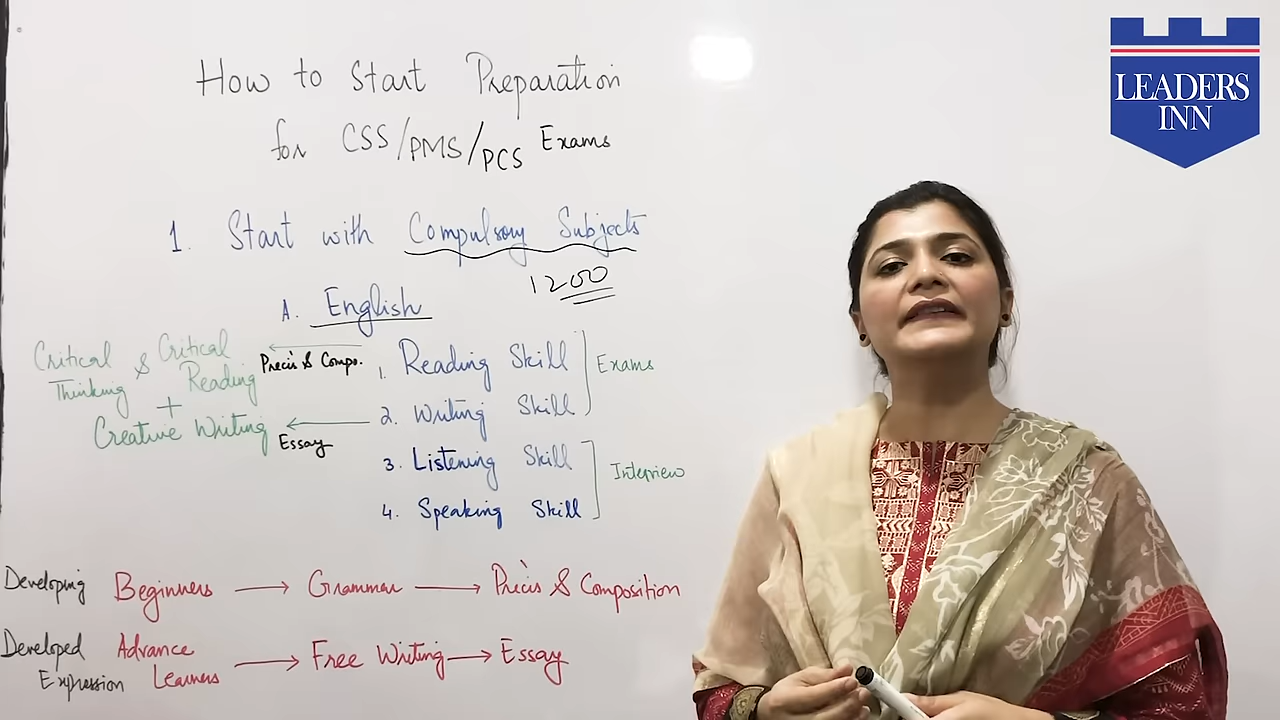 How to Start Preparation
for CSS/PMS/PCS Exams
1. Start with Compulsory Subjects
1200
A. English
Critical Thinking & Critical Reading
+
Creative Writing
Precis & Compo.
Essay
1. Reading Skill
2. Writing Skill
Exams
3. Listening Skill
4. Speaking Skill
Interview
Developing Beginners → Grammar → Précis & Composition
Developed Expression Advance Learners → Free Writing → Essay
LEADERS
INN